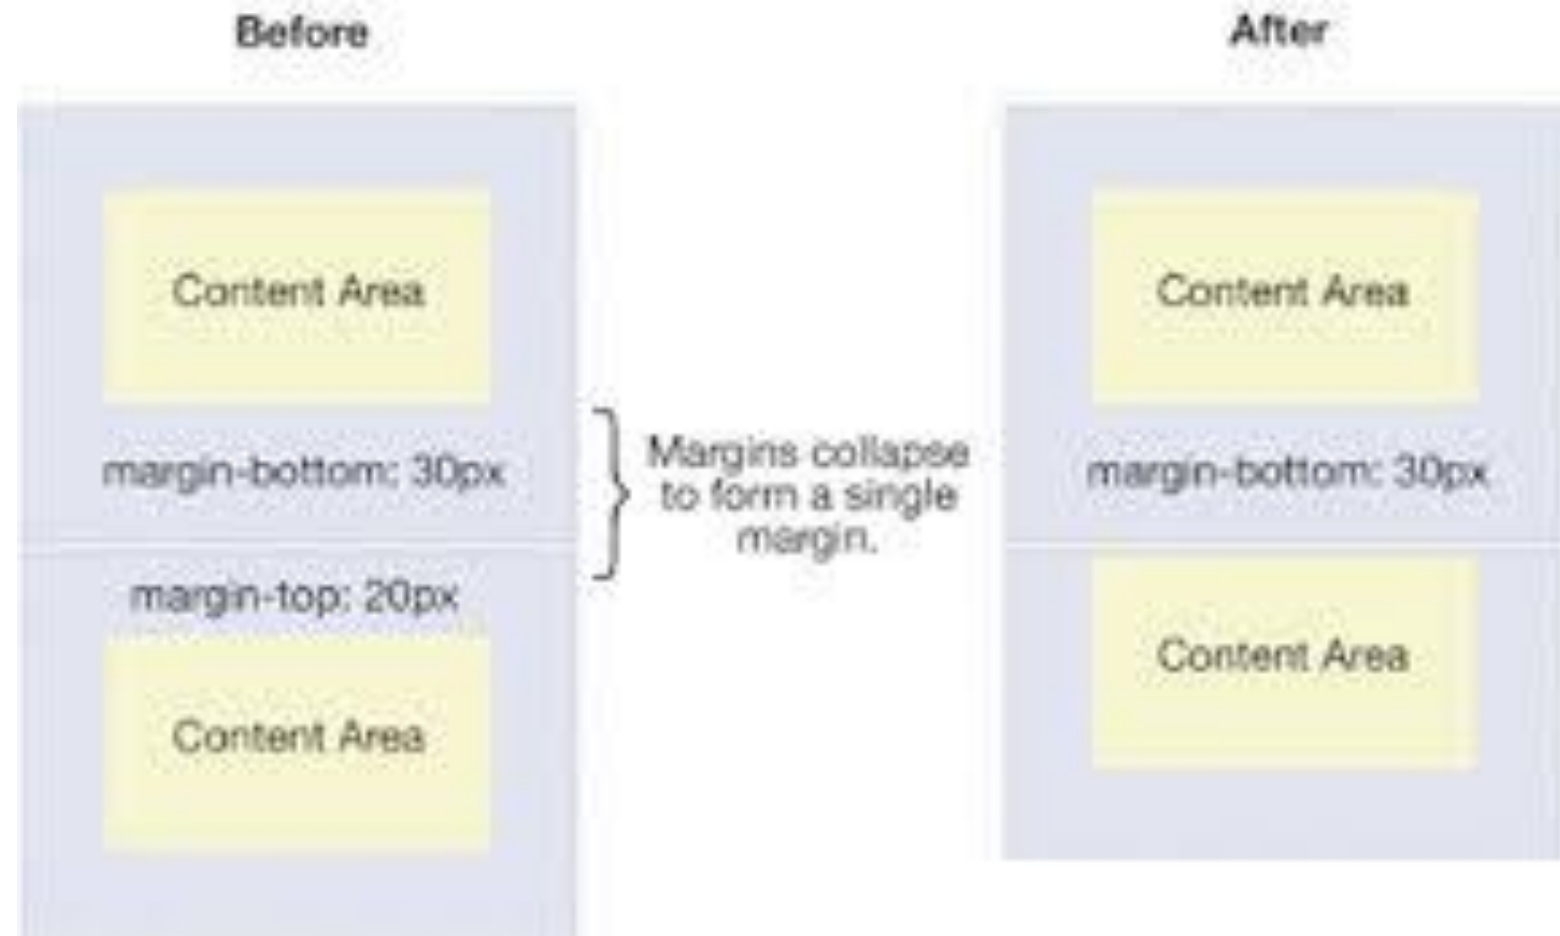 Before
After
Content Area
Content Area
margin-bottom: 30px
Margins collapse
to form a single
margin.
margin-bottom: 30px
margin-top: 20px
Content Area
Content Area